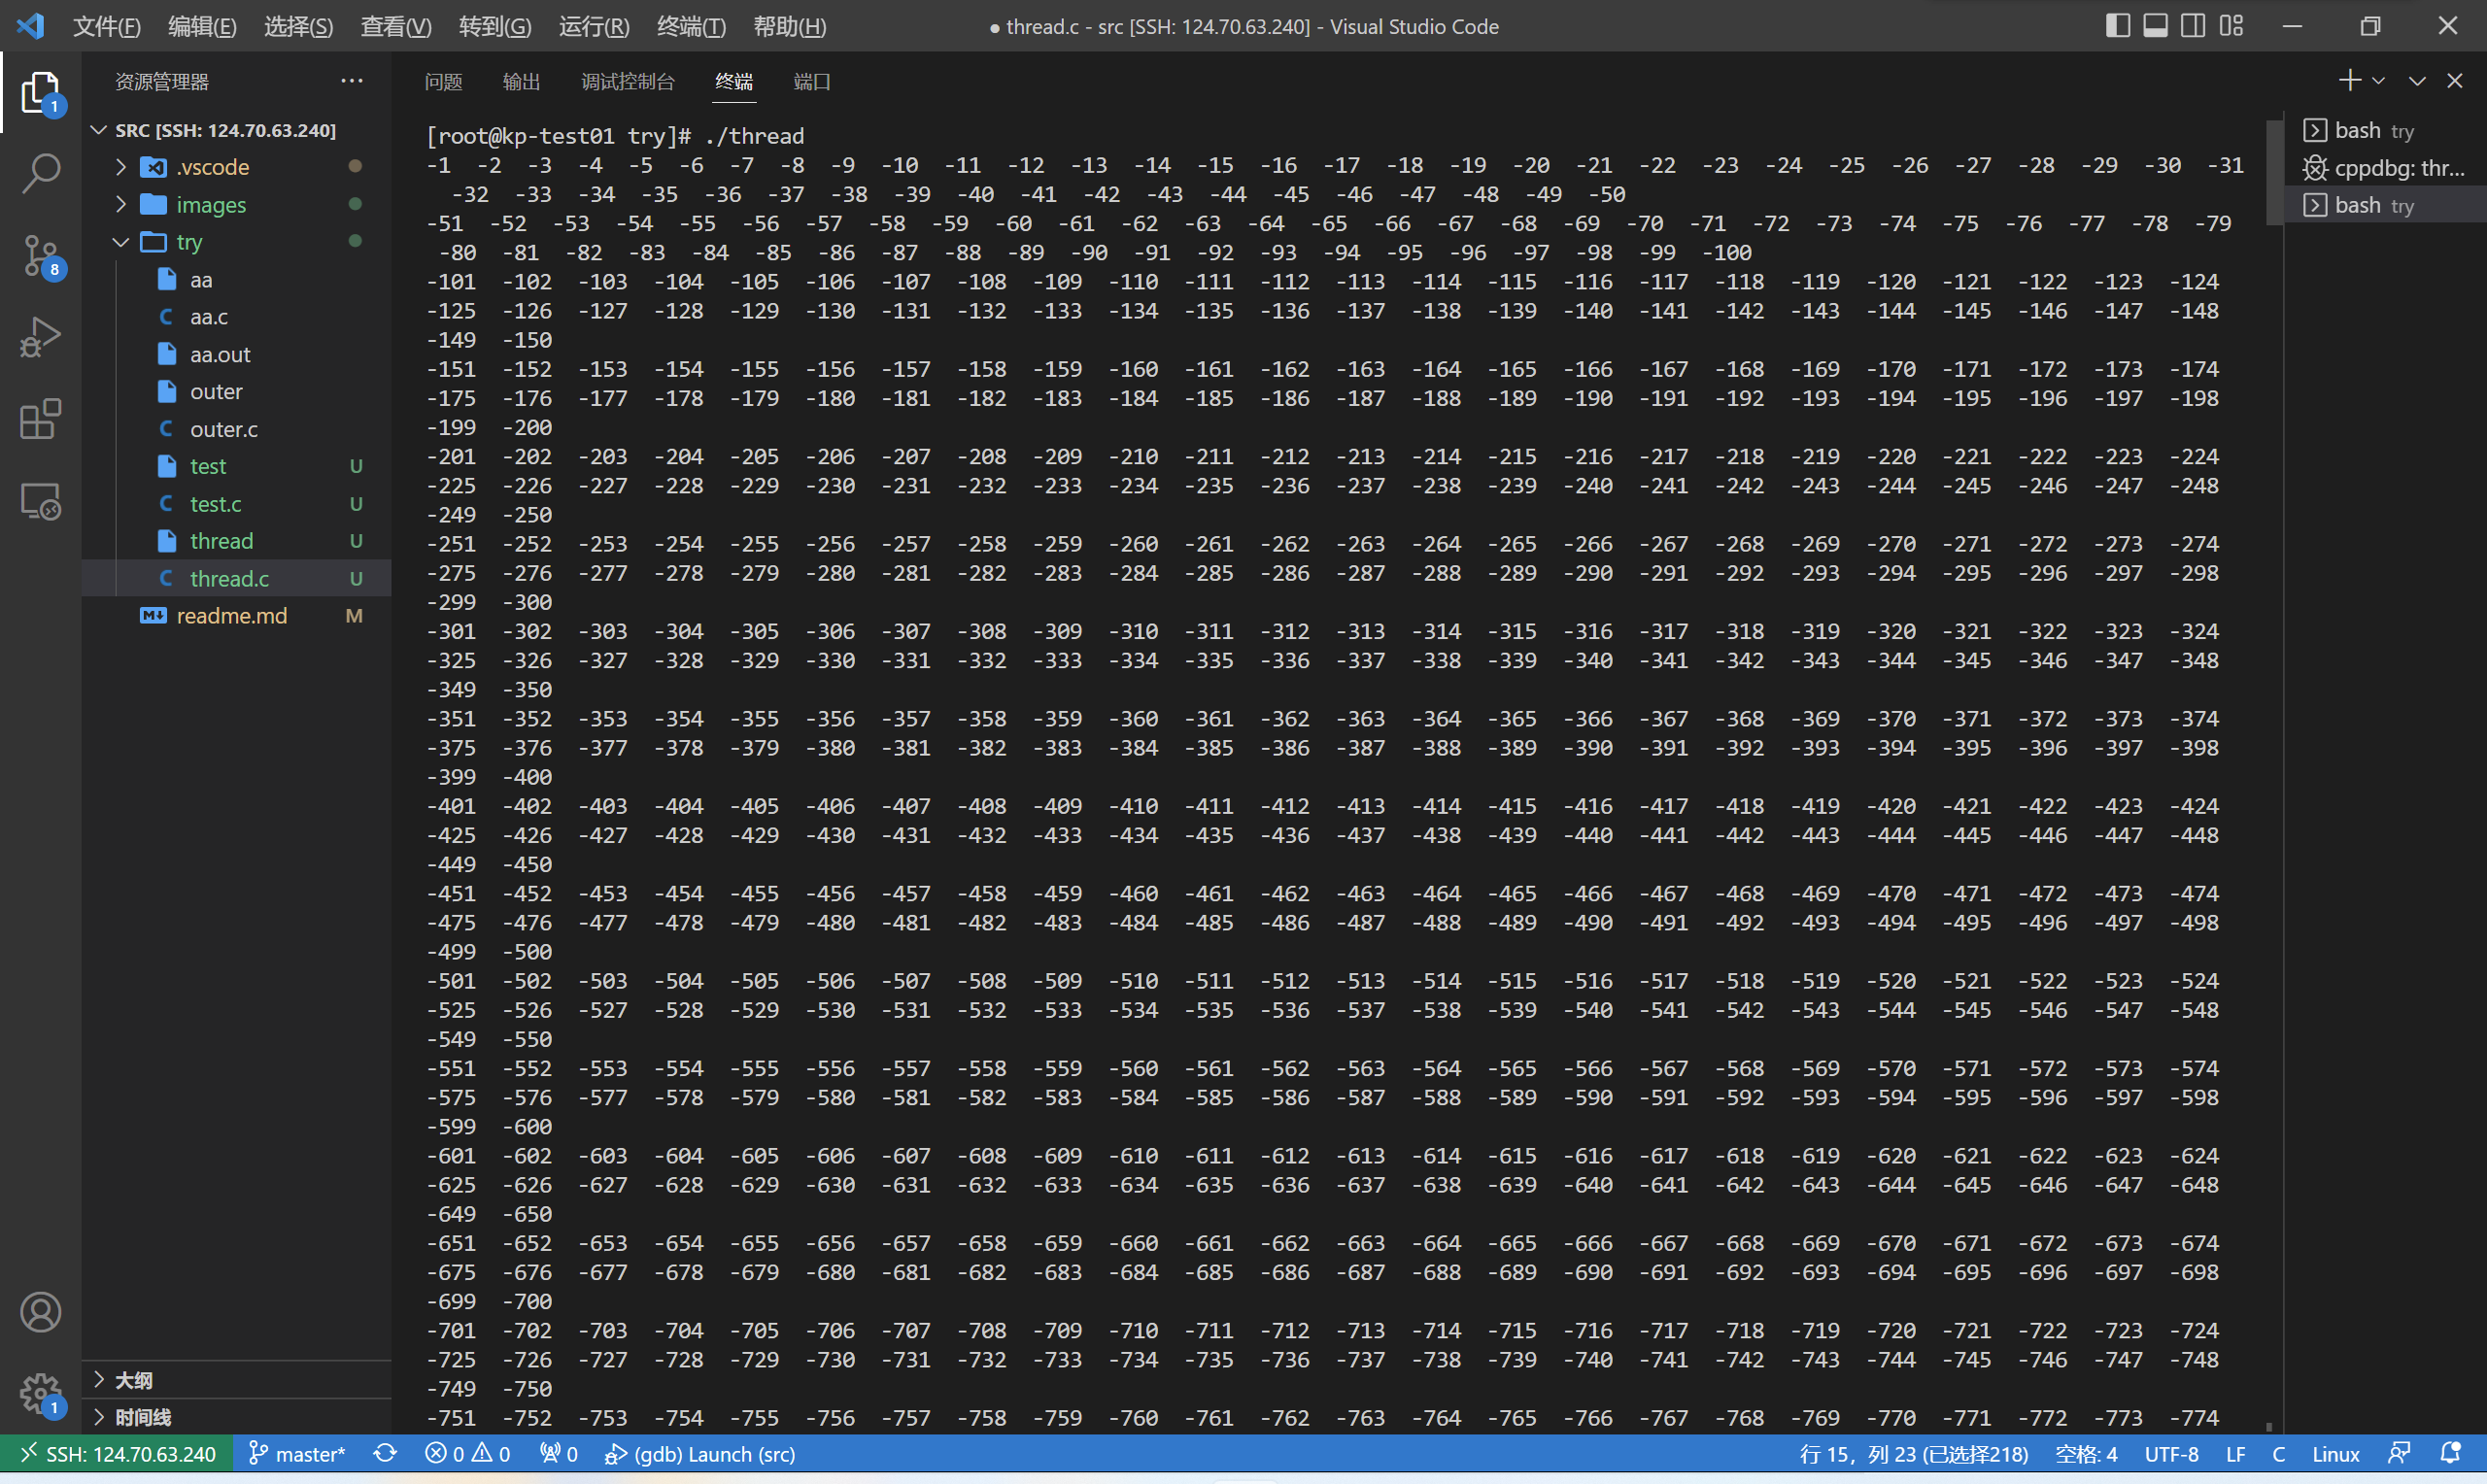 文件(F) 编辑(E) 选择(S) 查看(V) 转到(G) 运行(R) 终端(T) 帮助(H)
● thread.c - src [SSH: 124.70.63.240] - Visual Studio Code
1
8
1
资源管理器
SRC [SSH: 124.70.63.240]
.vscode
images
try
aa
aa.c
aa.out
outer
outer.c
test U
test.c U
thread U
thread.c U
readme.md M
大纲
时间线
问题 输出 调试控制台 终端 端口
[root@kp-test01 try]# ./thread
-1 -2 -3 -4 -5 -6 -7 -8 -9 -10 -11 -12 -13 -14 -15 -16 -17 -18 -19 -20 -21 -22 -23 -24 -25 -26 -27 -28 -29 -30 -31
-32 -33 -34 -35 -36 -37 -38 -39 -40 -41 -42 -43 -44 -45 -46 -47 -48 -49 -50
-51 -52 -53 -54 -55 -56 -57 -58 -59 -60 -61 -62 -63 -64 -65 -66 -67 -68 -69 -70 -71 -72 -73 -74 -75 -76 -77 -78 -79
-80 -81 -82 -83 -84 -85 -86 -87 -88 -89 -90 -91 -92 -93 -94 -95 -96 -97 -98 -99 -100
-101 -102 -103 -104 -105 -106 -107 -108 -109 -110 -111 -112 -113 -114 -115 -116 -117 -118 -119 -120 -121 -122 -123 -124
-125 -126 -127 -128 -129 -130 -131 -132 -133 -134 -135 -136 -137 -138 -139 -140 -141 -142 -143 -144 -145 -146 -147 -148
-149 -150
-151 -152 -153 -154 -155 -156 -157 -158 -159 -160 -161 -162 -163 -164 -165 -166 -167 -168 -169 -170 -171 -172 -173 -174
-175 -176 -177 -178 -179 -180 -181 -182 -183 -184 -185 -186 -187 -188 -189 -190 -191 -192 -193 -194 -195 -196 -197 -198
-199 -200
-201 -202 -203 -204 -205 -206 -207 -208 -209 -210 -211 -212 -213 -214 -215 -216 -217 -218 -219 -220 -221 -222 -223 -224
-225 -226 -227 -228 -229 -230 -231 -232 -233 -234 -235 -236 -237 -238 -239 -240 -241 -242 -243 -244 -245 -246 -247 -248
-249 -250
-251 -252 -253 -254 -255 -256 -257 -258 -259 -260 -261 -262 -263 -264 -265 -266 -267 -268 -269 -270 -271 -272 -273 -274
-275 -276 -277 -278 -279 -280 -281 -282 -283 -284 -285 -286 -287 -288 -289 -290 -291 -292 -293 -294 -295 -296 -297 -298
-299 -300
-301 -302 -303 -304 -305 -306 -307 -308 -309 -310 -311 -312 -313 -314 -315 -316 -317 -318 -319 -320 -321 -322 -323 -324
-325 -326 -327 -328 -329 -330 -331 -332 -333 -334 -335 -336 -337 -338 -339 -340 -341 -342 -343 -344 -345 -346 -347 -348
-349 -350
-351 -352 -353 -354 -355 -356 -357 -358 -359 -360 -361 -362 -363 -364 -365 -366 -367 -368 -369 -370 -371 -372 -373 -374
-375 -376 -377 -378 -379 -380 -381 -382 -383 -384 -385 -386 -387 -388 -389 -390 -391 -392 -393 -394 -395 -396 -397 -398
-399 -400
-401 -402 -403 -404 -405 -406 -407 -408 -409 -410 -411 -412 -413 -414 -415 -416 -417 -418 -419 -420 -421 -422 -423 -424
-425 -426 -427 -428 -429 -430 -431 -432 -433 -434 -435 -436 -437 -438 -439 -440 -441 -442 -443 -444 -445 -446 -447 -448
-449 -450
-451 -452 -453 -454 -455 -456 -457 -458 -459 -460 -461 -462 -463 -464 -465 -466 -467 -468 -469 -470 -471 -472 -473 -474
-475 -476 -477 -478 -479 -480 -481 -482 -483 -484 -485 -486 -487 -488 -489 -490 -491 -492 -493 -494 -495 -496 -497 -498
-499 -500
-501 -502 -503 -504 -505 -506 -507 -508 -509 -510 -511 -512 -513 -514 -515 -516 -517 -518 -519 -520 -521 -522 -523 -524
-525 -526 -527 -528 -529 -530 -531 -532 -533 -534 -535 -536 -537 -538 -539 -540 -541 -542 -543 -544 -545 -546 -547 -548
-549 -550
-551 -552 -553 -554 -555 -556 -557 -558 -559 -560 -561 -562 -563 -564 -565 -566 -567 -568 -569 -570 -571 -572 -573 -574
-575 -576 -577 -578 -579 -580 -581 -582 -583 -584 -585 -586 -587 -588 -589 -590 -591 -592 -593 -594 -595 -596 -597 -598
-599 -600
-601 -602 -603 -604 -605 -606 -607 -608 -609 -610 -611 -612 -613 -614 -615 -616 -617 -618 -619 -620 -621 -622 -623 -624
-625 -626 -627 -628 -629 -630 -631 -632 -633 -634 -635 -636 -637 -638 -639 -640 -641 -642 -643 -644 -645 -646 -647 -648
-649 -650
-651 -652 -653 -654 -655 -656 -657 -658 -659 -660 -661 -662 -663 -664 -665 -666 -667 -668 -669 -670 -671 -672 -673 -674
-675 -676 -677 -678 -679 -680 -681 -682 -683 -684 -685 -686 -687 -688 -689 -690 -691 -692 -693 -694 -695 -696 -697 -698
-699 -700
-701 -702 -703 -704 -705 -706 -707 -708 -709 -710 -711 -712 -713 -714 -715 -716 -717 -718 -719 -720 -721 -722 -723 -724
-725 -726 -727 -728 -729 -730 -731 -732 -733 -734 -735 -736 -737 -738 -739 -740 -741 -742 -743 -744 -745 -746 -747 -748
-749 -750
-751 -752 -753 -754 -755 -756 -757 -758 -759 -760 -761 -762 -763 -764 -765 -766 -767 -768 -769 -770 -771 -772 -773 -774
bash try
cppdbg: thr...
bash try
SSH: 124.70.63.240 master* 0 0 0 (gdb) Launch (src) 行 15，列 23 (已选择218) 空格: 4 UTF-8 LF C Linux